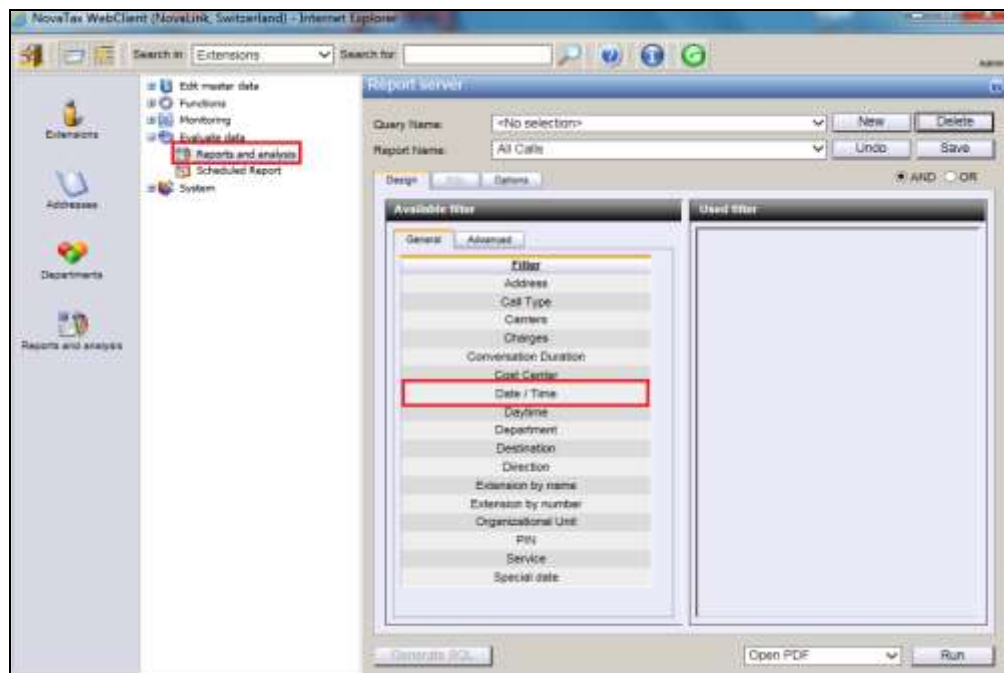 NovaTax WebClient (NovaLink, Switzerland) - Internet Explorer
Search in: Extensions Search for:
Admin
Extensions
Addresses
Departments
Reports and analysis
Edit master data
Functions
Monitoring
Evaluate data
Reports and analysis
Scheduled Report
System
Report server
Query Name: <No selection> New Delete
Report Name: All Calls Undo Save
Design Options AND OR
Available filter Used filter
General Advanced
Filter
Address
Call Type
Carriers
Charges
Conversation Duration
Cost Center
Date / Time
Daytime
Department
Destination
Direction
Extension by name
Extension by number
Organizational Unit
PIN
Service
Special date
Generate SQL Open PDF Run